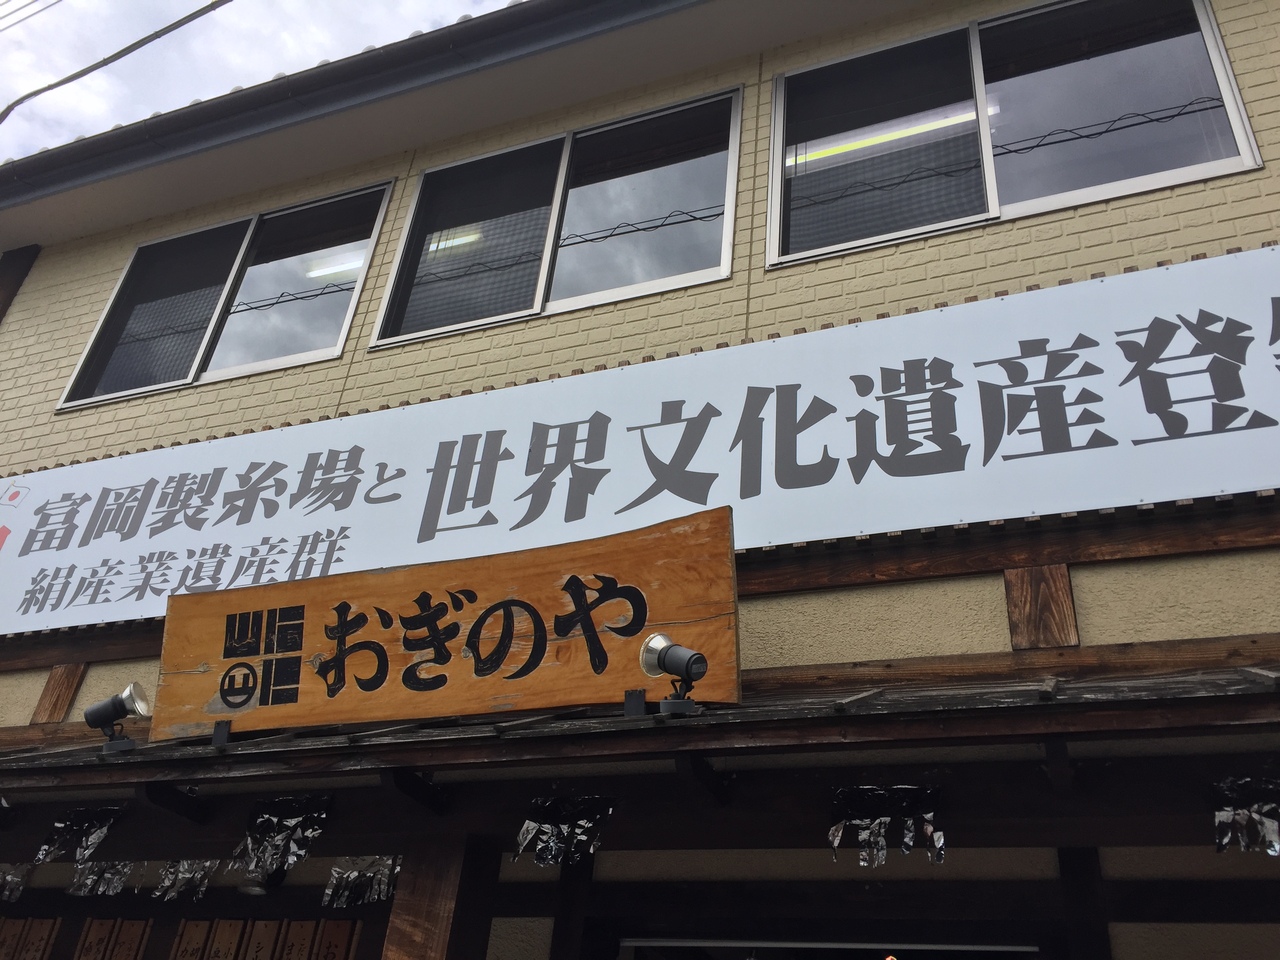 富岡製糸場と
絹産業遺産群
世界文化遺産登
おぎのや